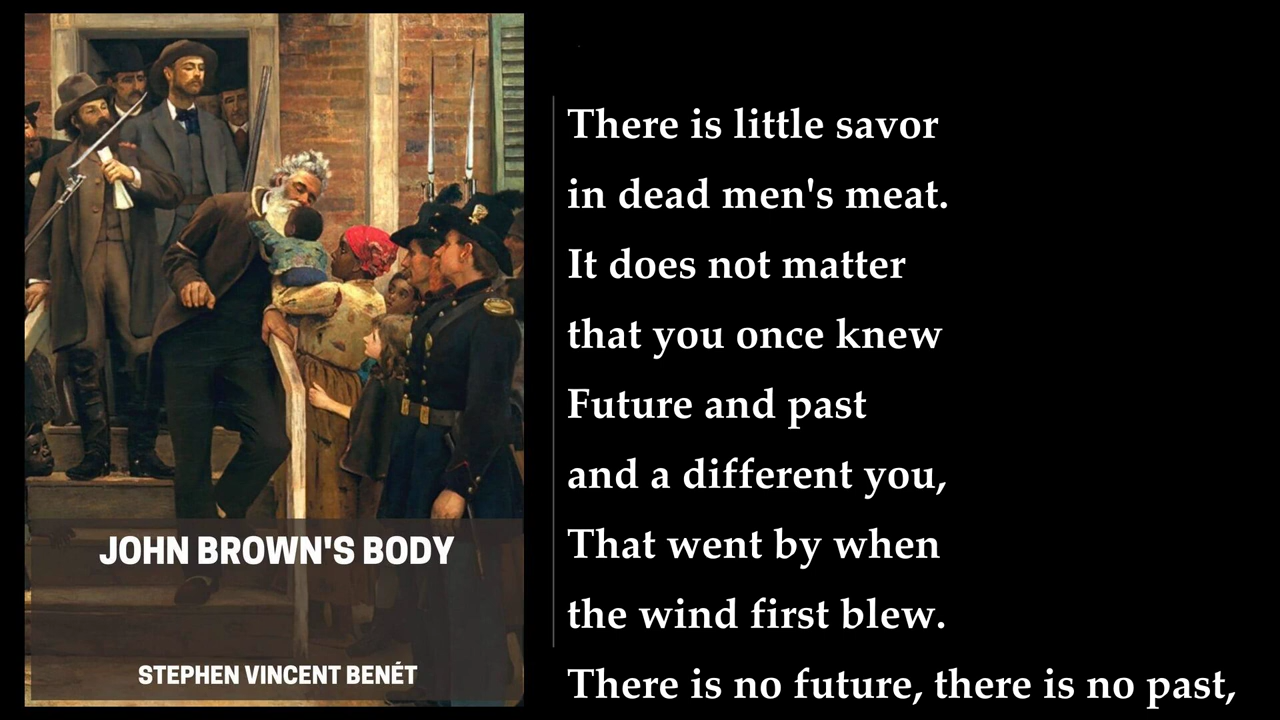 JOHN BROWN'S BODY
STEPHEN VINCENT BENÉT
There is little savor
in dead men's meat.
It does not matter
that you once knew
Future and past
and a different you,
That went by when
the wind first blew.
There is no future, there is no past,